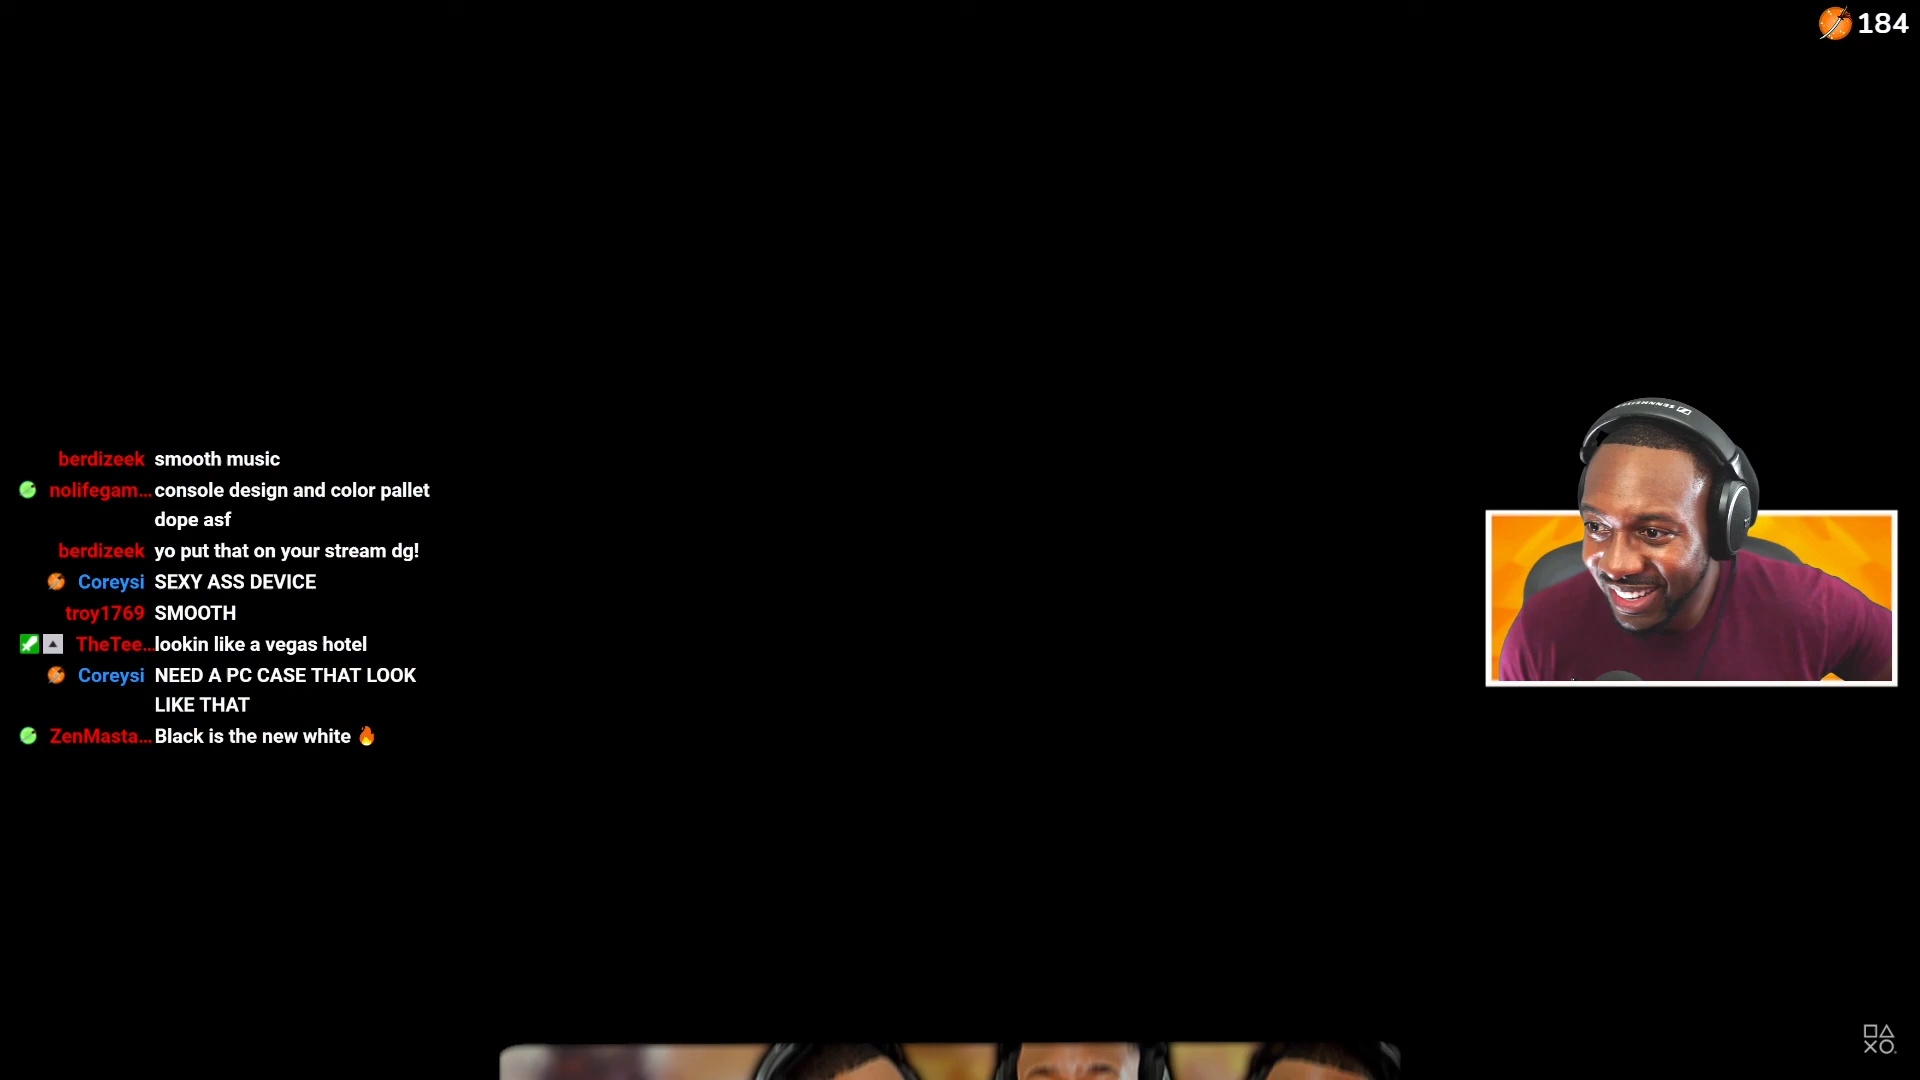 184
berdizeek smooth music
nolifegam... console design and color pallet
dope asf
berdizeek yo put that on your stream dg!
Coreysi SEXY ASS DEVICE
troy1769 SMOOTH
TheTee... lookin like a vegas hotel
Coreysi NEED A PC CASE THAT LOOK
LIKE THAT
ZenMasta... Black is the new white 🔥
SENNHEISER